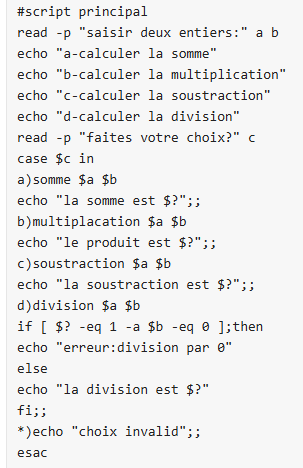 #script principal
read -p "saisir deux entiers:" a b
echo "a-calculer la somme"
echo "b-calculer la multiplication"
echo "c-calculer la soustraction"
echo "d-calculer la division"
read -p "faites votre choix?" c
case $c in
a)somme $a $b
echo "la somme est $?";;
b)multiplacation $a $b
echo "le produit est $?";;
c)soustraction $a $b
echo "la soustraction est $?";;
d)division $a $b
if [ $? -eq 1 -a $b -eq 0 ];then
echo "erreur:division par 0"
else
echo "la division est $?"
fi;;
*)echo "choix invalid";;
esac